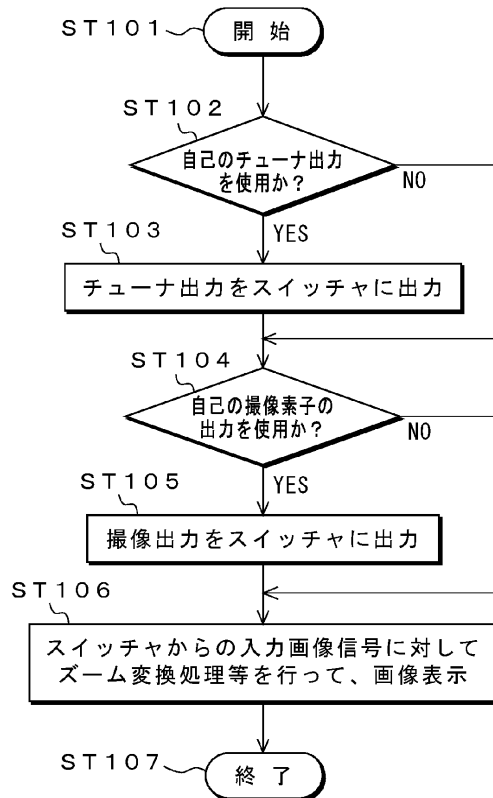 ST101
開始
ST102
自己のチューナ出力
を使用か?
NO
YES
ST103
チューナ出力をスイッチャに出力
ST104
自己の撮像素子の
出力を使用か?
NO
YES
ST105
撮像出力をスイッチャに出力
ST106
スイッチャからの入力画像信号に対して
ズーム変換処理等を行って、画像表示
ST107
終了